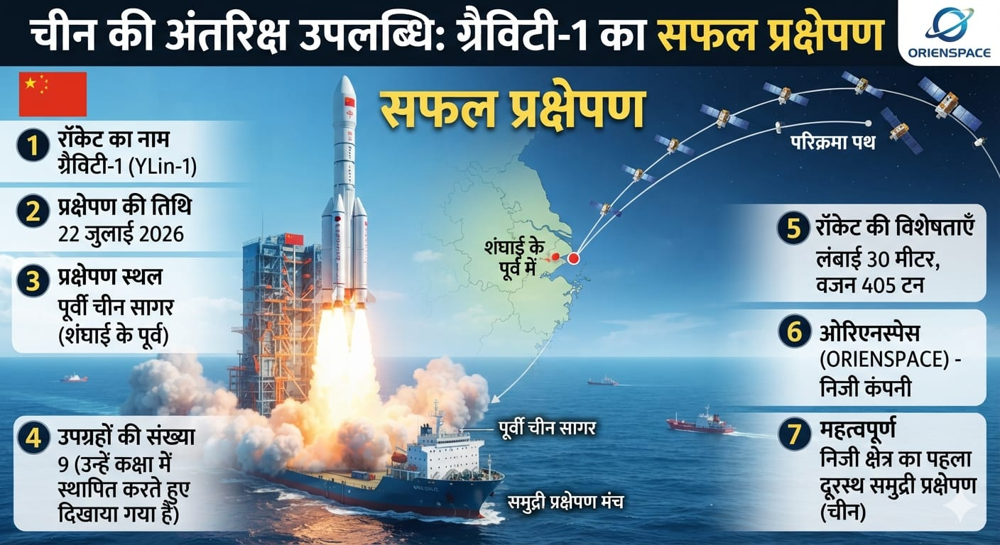 चीन की अंतरिक्ष उपलब्धि: ग्रैविटी-1 का सफल प्रक्षेपण
ORIENSPACE
सफल प्रक्षेपण
1 रॉकेट का नाम
ग्रैविटी-1 (YLin-1)
2 प्रक्षेपण की तिथि
22 जुलाई 2026
3 प्रक्षेपण स्थल
पूर्वी चीन सागर
(शंघाई के पूर्व)
4 उपग्रहों की संख्या
9 (उन्हें कक्षा में
स्थापित करते हुए
दिखाया गया है)
परिक्रमा पथ
शंघाई के
पूर्व में
पूर्वी चीन सागर
समुद्री प्रक्षेपण मंच
5 रॉकेट की विशेषताएँ
लंबाई 30 मीटर,
वजन 405 टन
6 ओरिएनस्पेस
(ORIENSPACE) -
निजी कंपनी
7 महत्वपूर्ण
निजी क्षेत्र का पहला
दूरस्थ समुद्री प्रक्षेपण
(चीन)